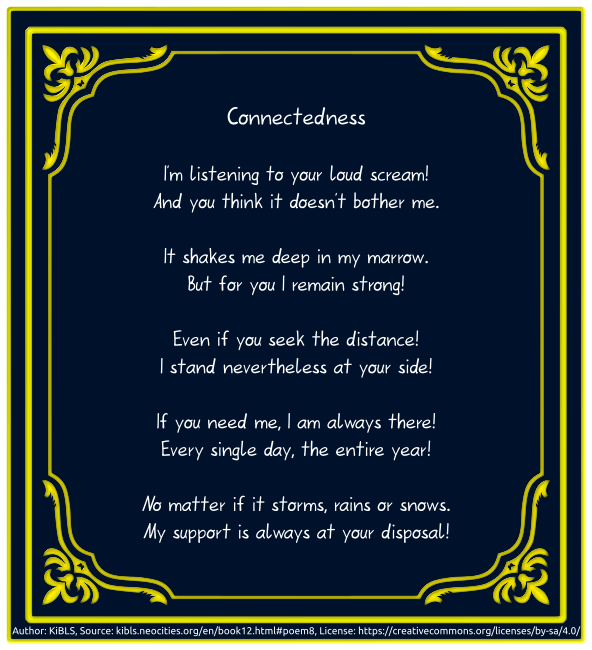 Connectedness
I'm listening to your loud scream!
And you think it doesn't bother me.
It shakes me deep in my marrow.
But for you I remain strong!
Even if you seek the distance!
I stand nevertheless at your side!
If you need me, I am always there!
Every single day, the entire year!
No matter if it storms, rains or snows.
My support is always at your disposal!
Author: KiBLS, Source: kibls.neocities.org/en/book12.html#poem8, License: https://creativecommons.org/licenses/by-sa/4.0/